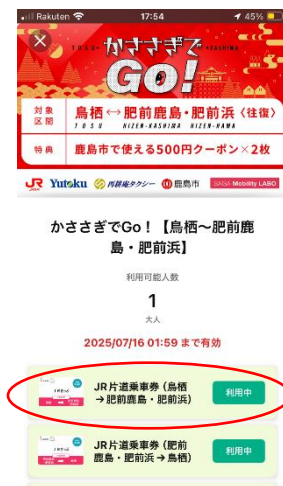 Rakuten 17:54 45%
TOSU KASHIMA
かささぎで
Go!
対象
区間
鳥栖↔肥前鹿島・肥前浜〈往復〉
TOSU HIZEN-KASHIMA HIZEN-HAMA
特典
鹿島市で使える500円クーポン×2枚
JR Yutoku 再耕庵タクシー 鹿島市 SAGA Mobility LABO
かささぎでGo！【鳥栖～肥前鹿
島・肥前浜】
利用可能人数
1
大人
2025/07/16 01:59 まで有効
JR片道乗車券（鳥栖
→肥前鹿島・肥前浜）
利用中
JR片道乗車券（肥前
鹿島・肥前浜→鳥栖）
利用中